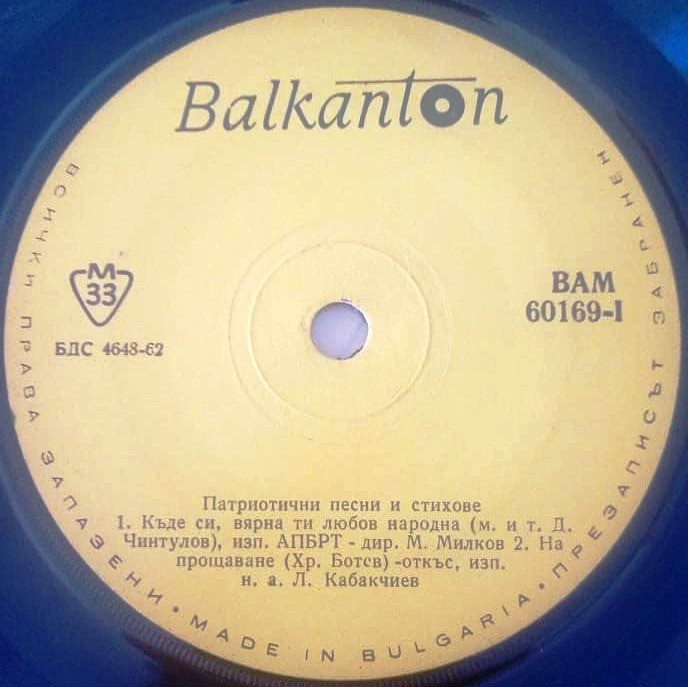 Balkanton
ВСИЧКИ ПРАВА ЗАПАЗЕНИ • MADE IN BULGARIA • ПРЕЗАПИСЪТ ЗАБРАНЕН
М
33
БДС 4648-62
ВАМ
60169-I
Патриотични песни и стихове
1. Къде си, вярна ти любов народна (м. и т. Д.
Чинтулов), изп. АПБРТ - дир. М. Милков 2. На
прощаване (Хр. Ботев) -откъс, изп.
н. а. Л. Кабакчиев